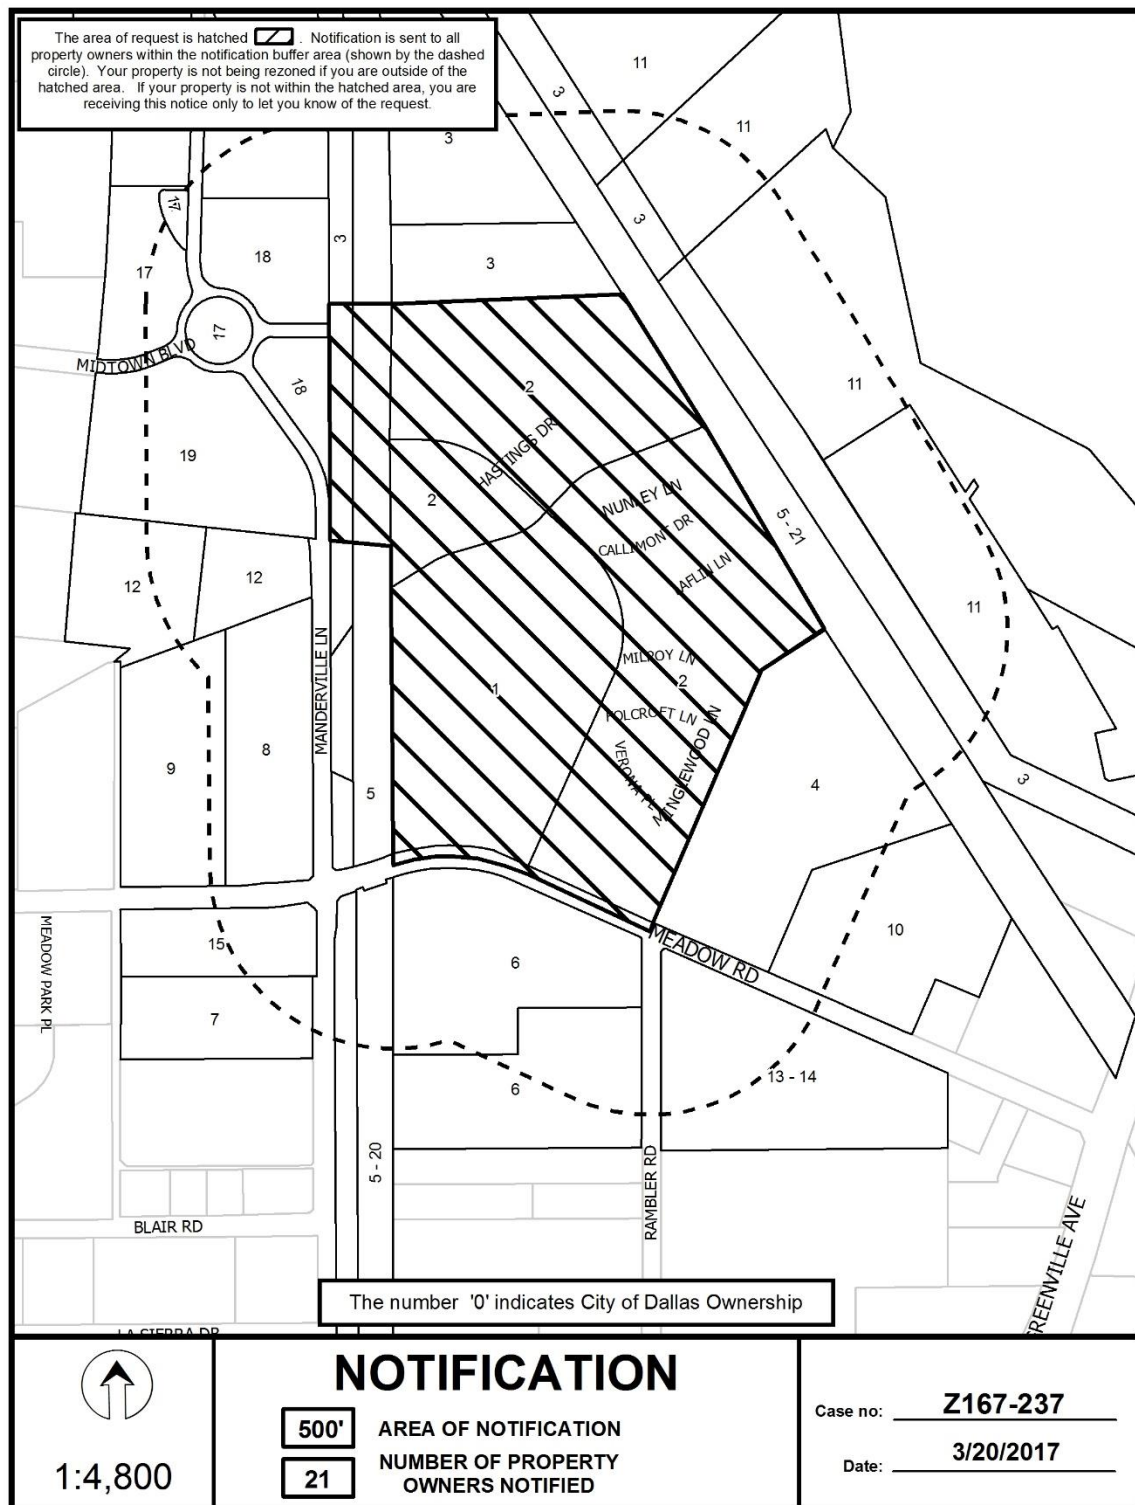 The area of request is hatched . Notification is sent to all
property owners within the notification buffer area (shown by the dashed
circle). Your property is not being rezoned if you are outside of the
hatched area. If your property is not within the hatched area, you are
receiving this notice only to let you know of the request.
11
3
11
3
3
17
3
18
3
17
17
MIDTOWN BLVD
18
2
11
HASTINGS DR
19
2
NUNLEY LN
5 - 21
CALLIMONT DR
LAFLIN LN
12
12
11
MANDERVILLE LN
MILROY LN
2
1
FOLCROFT LN
VERONA PL
MINGLEWOOD LN
8
9
5
4
3
10
MEADOW RD
MEADOW PARK PL
15
6
7
13 - 14
6
5 - 20
RAMBLER RD
BLAIR RD
GREENVILLE AVE
The number '0' indicates City of Dallas Ownership
LA SIERRA DR
1:4,800
NOTIFICATION
500' AREA OF NOTIFICATION
21 NUMBER OF PROPERTY
OWNERS NOTIFIED
Case no: Z167-237
Date: 3/20/2017